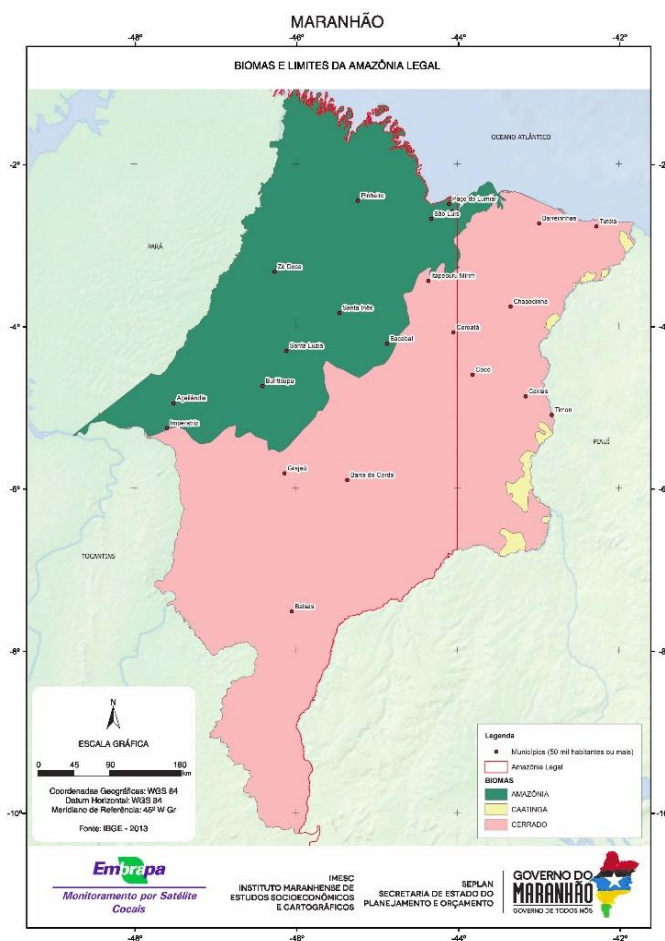 MARANHÃO
-48°
-46°
-44°
-42°
BIOMAS E LIMITES DA AMAZÔNIA LEGAL
OCEANO ATLÂNTICO
-2°
-2°
Pinheiro
Paço do Lumiar
São Luís
Barreirinhas
Tutóia
PARÁ
Zé Doca
Itapecuru Mirim
Santa Inês
Chapadinha
-4°
-4°
Coroatá
Santa Luzia
Bacabal
Codó
Buriticupu
Caxias
Açailândia
Timon
Imperatriz
PIAUÍ
Grajaú
Barra do Corda
-6°
-6°
TOCANTINS
Balsas
-8°
-8°
N
ESCALA GRÁFICA
0 45 90 180
km
Coordenadas Geográficas: WGS 84
Datum Horizontal: WGS 84
Meridiano de Referência: 45º W Gr
Fonte: IBGE - 2013
Legenda
Municípios (50 mil habitantes ou mais)
Amazônia Legal
BIOMAS
AMAZÔNIA
CAATINGA
CERRADO
-10°
-10°
-48°
-46°
-44°
-42°
Embrapa
Monitoramento por Satélite
Cocais
IMESC
INSTITUTO MARANHENSE DE
ESTUDOS SOCIOECONÔMICOS
E CARTOGRÁFICOS
SEPLAN
SECRETARIA DE ESTADO DO
PLANEJAMENTO E ORÇAMENTO
GOVERNO DO
MARANHÃO
GOVERNO DE TODOS NÓS